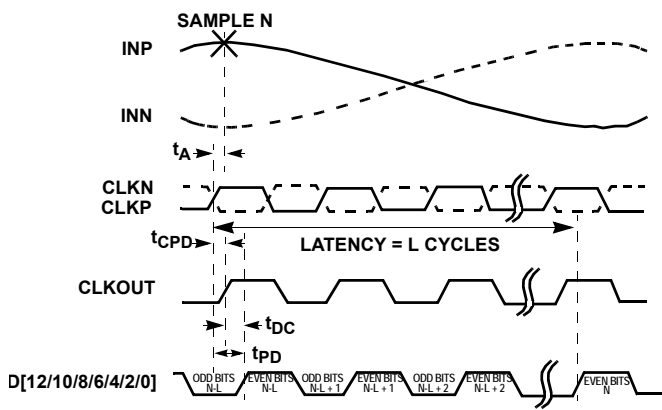 SAMPLE N
INP
INN
tA
CLKN
CLKP
tCPD
LATENCY = L CYCLES
CLKOUT
tDC
tPD
D[12/10/8/6/4/2/0]
ODD BITS N-L
EVEN BITS N-L
ODD BITS N-L + 1
EVEN BITS N-L + 1
ODD BITS N-L + 2
EVEN BITS N-L + 2
EVEN BITS N